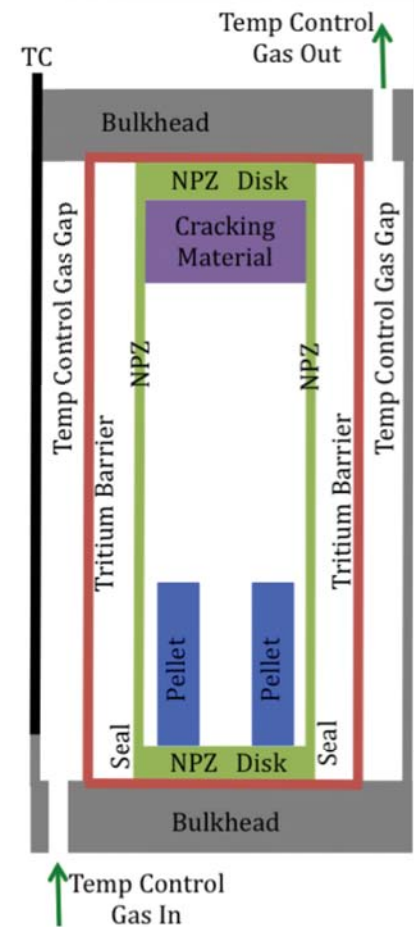 Temp Control
Gas Out
TC
Bulkhead
NPZ Disk
Cracking
Material
Temp Control Gas Gap
Temp Control Gas Gap
NPZ
NPZ
Tritium Barrier
Tritium Barrier
Pellet
Pellet
Seal
Seal
NPZ Disk
Bulkhead
Temp Control
Gas In